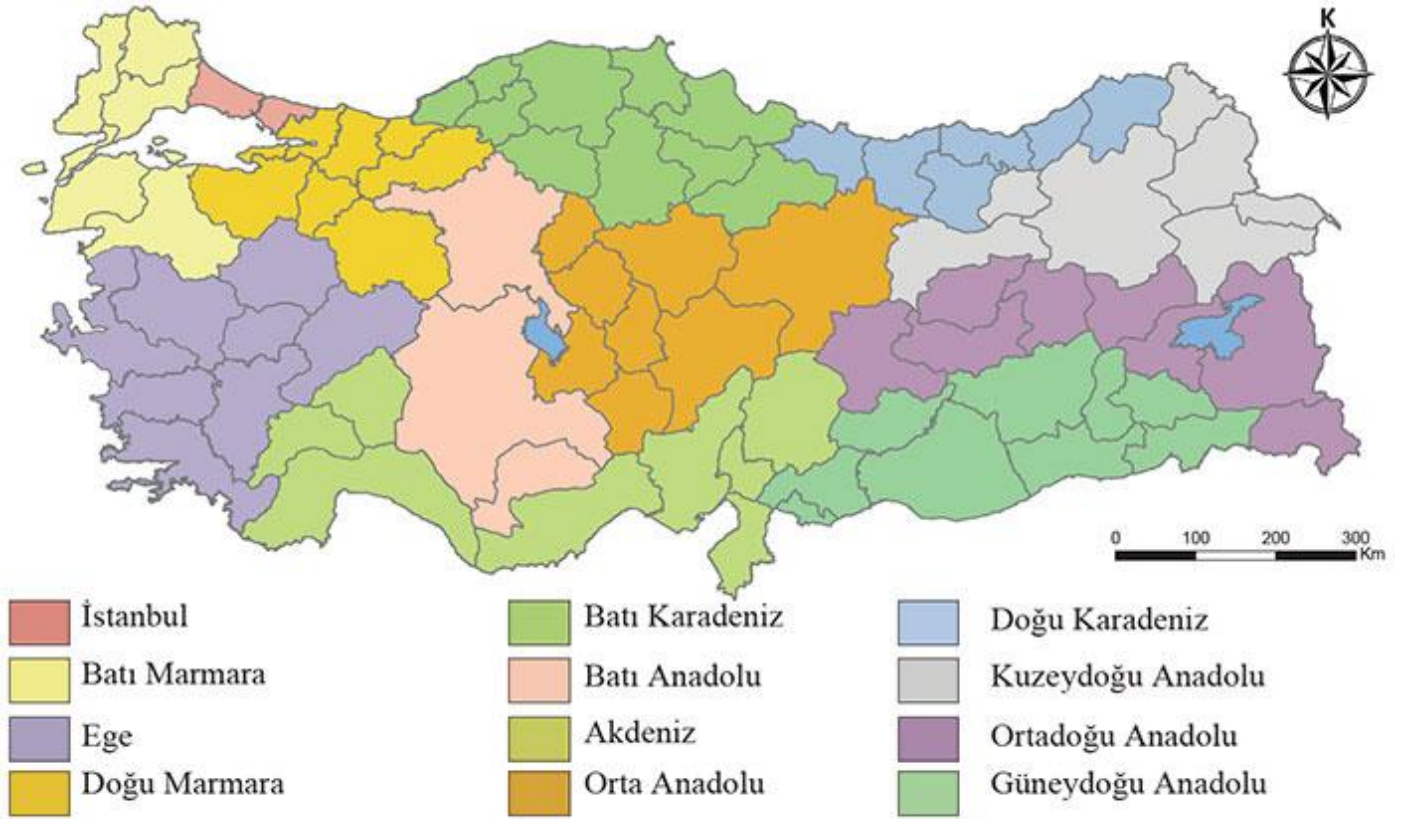 K
0 100 200 300
Km
İstanbul
Batı Marmara
Ege
Doğu Marmara
Batı Karadeniz
Batı Anadolu
Akdeniz
Orta Anadolu
Doğu Karadeniz
Kuzeydoğu Anadolu
Ortadoğu Anadolu
Güneydoğu Anadolu